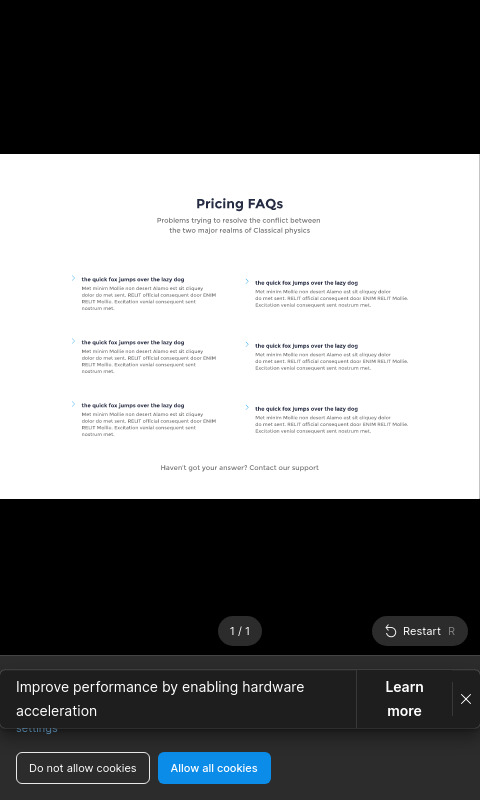 Pricing FAQs
Problems trying to resolve the conflict between
the two major realms of Classical physics
the quick fox jumps over the lazy dog
Met minim Mollie non desert Alamo est sit cliquey
dolor do met sent. RELIT official consequent door ENIM
RELIT Mollie. Excitation venial consequent sent
nostrum met.
the quick fox jumps over the lazy dog
Met minim Mollie non desert Alamo est sit cliquey dolor
do met sent. RELIT official consequent door ENIM RELIT Mollie.
Excitation venial consequent sent nostrum met.
the quick fox jumps over the lazy dog
Met minim Mollie non desert Alamo est sit cliquey
dolor do met sent. RELIT official consequent door ENIM
RELIT Mollie. Excitation venial consequent sent
nostrum met.
the quick fox jumps over the lazy dog
Met minim Mollie non desert Alamo est sit cliquey dolor
do met sent. RELIT official consequent door ENIM RELIT Mollie.
Excitation venial consequent sent nostrum met.
the quick fox jumps over the lazy dog
Met minim Mollie non desert Alamo est sit cliquey
dolor do met sent. RELIT official consequent door ENIM
RELIT Mollie. Excitation venial consequent sent
nostrum met.
the quick fox jumps over the lazy dog
Met minim Mollie non desert Alamo est sit cliquey dolor
do met sent. RELIT official consequent door ENIM RELIT Mollie.
Excitation venial consequent sent nostrum met.
Haven't got your answer? Contact our support
1 / 1
Restart R
Improve performance by enabling hardware
acceleration
Learn
more
settings
Do not allow cookies
Allow all cookies